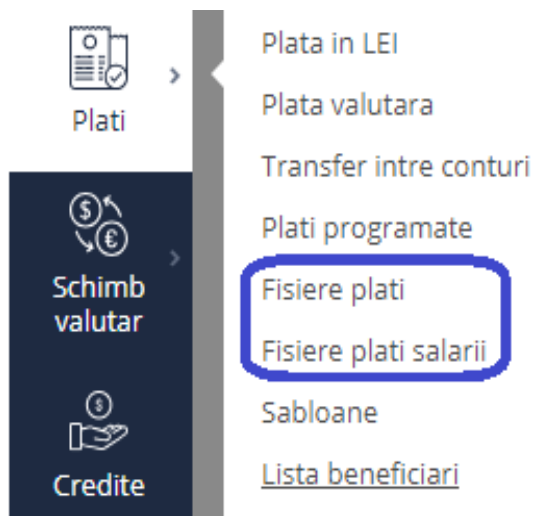 Plati
Schimb
valutar
Credite
Plata in LEI
Plata valutara
Transfer intre conturi
Plati programate
Fisiere plati
Fisiere plati salarii
Sabloane
Lista beneficiari